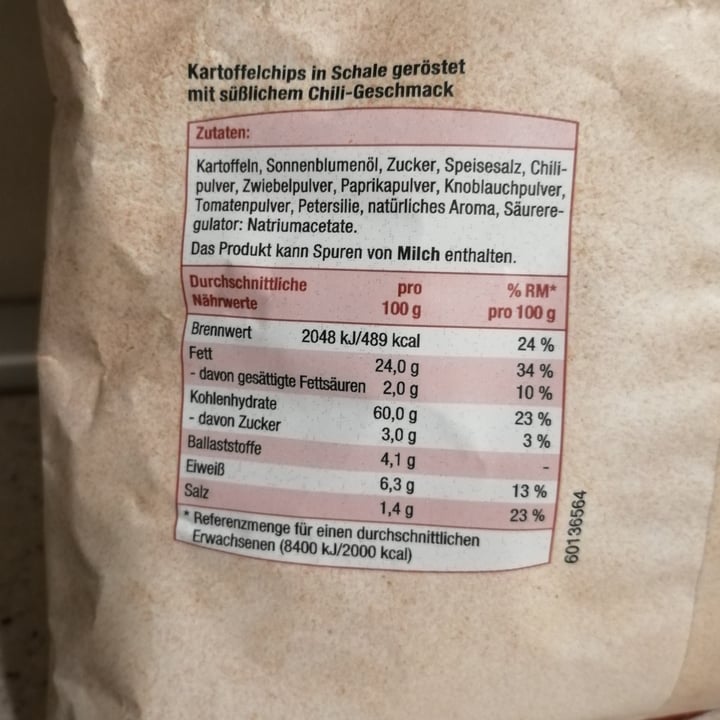 Kartoffelchips in Schale geröstet
mit süßlichem Chili-Geschmack
Zutaten:
Kartoffeln, Sonnenblumenöl, Zucker, Speisesalz, Chili-
pulver, Zwiebelpulver, Paprikapulver, Knoblauchpulver,
Tomatenpulver, Petersilie, natürliches Aroma, Säurere-
gulator: Natriumacetate.
Das Produkt kann Spuren von Milch enthalten.
Durchschnittliche pro % RM*
Nährwerte 100 g pro 100 g
Brennwert 2048 kJ/489 kcal 24 %
Fett 24,0 g 34 %
- davon gesättigte Fettsäuren 2,0 g 10 %
Kohlenhydrate 60,0 g 23 %
- davon Zucker 3,0 g 3 %
Ballaststoffe 4,1 g -
Eiweiß 6,3 g 13 %
Salz 1,4 g 23 %
* Referenzmenge für einen durchschnittlichen
Erwachsenen (8400 kJ/2000 kcal)
60136564